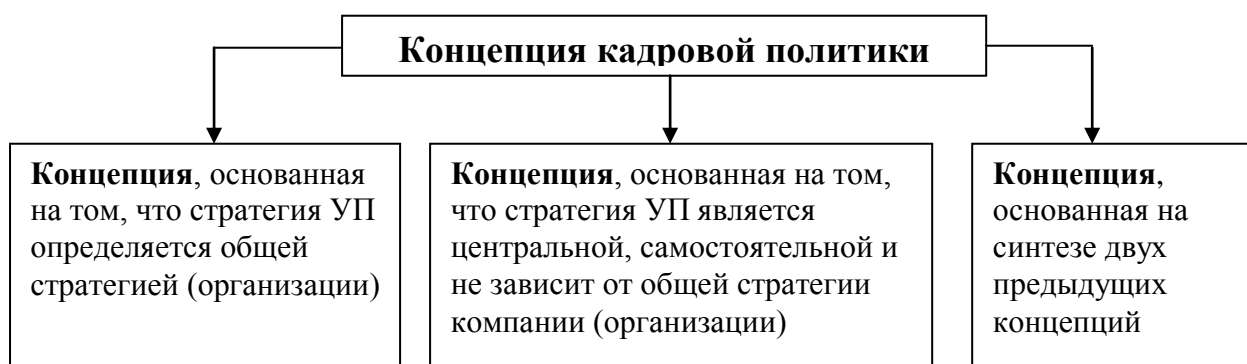 Концепция кадровой политики
Концепция, основанная
на том, что стратегия УП
определяется общей
стратегией (организации)
Концепция, основанная на том,
что стратегия УП является
центральной, самостоятельной и
не зависит от общей стратегии
компании (организации)
Концепция,
основанная на
синтезе двух
предыдущих
концепций